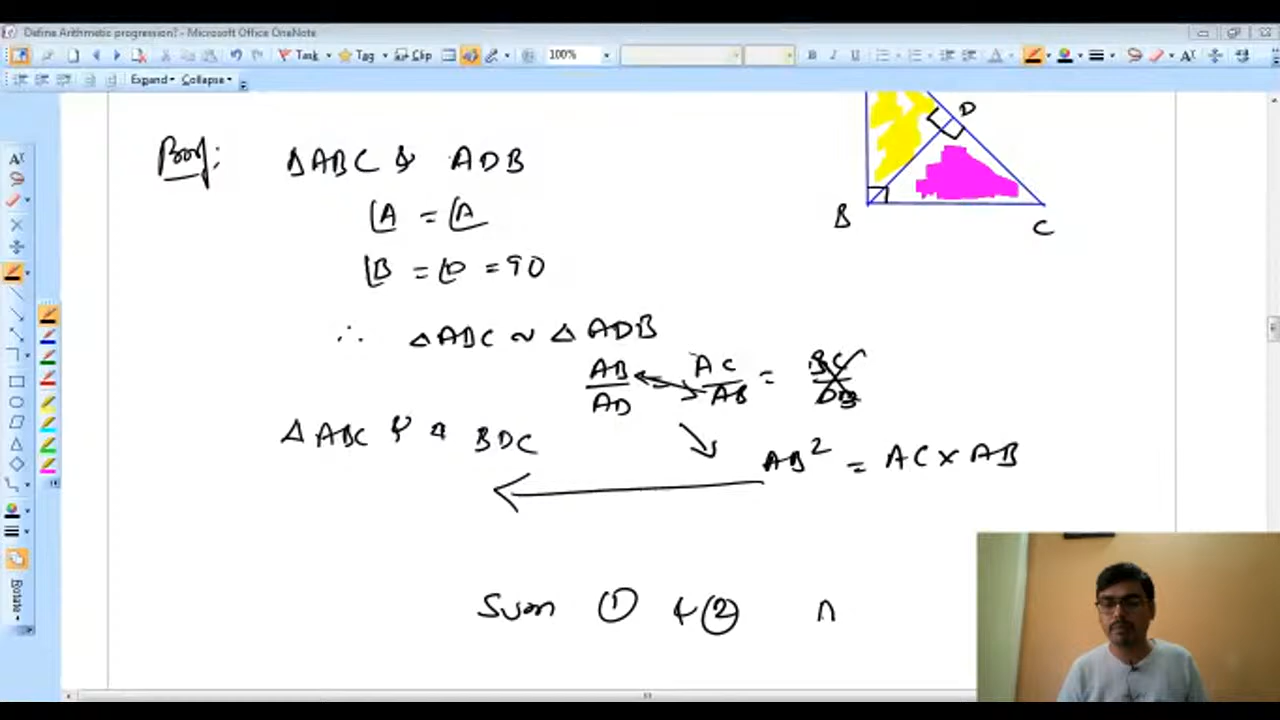 Define Arithmetic progression? - Microsoft Office OneNote
Task Tag Clip 100% B I U A
Expand Collapse
D
B
C
Proof: ΔABC & ADB
∠A = ∠A
∠B = ∠D = 90
∴ ΔABC ~ ΔADB
AB/AD = AC/AB = BC/DB
ΔABC & Δ BDC
AB² = AC × AB
Sum ① & ② n
Rotate